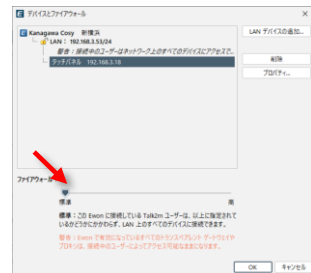 デバイスとファイアウォール
Kanagawa Cosy 新横浜
LAN デバイスの追加...
LAN： 192.168.3.53/24
警告：接続中のユーザーはネットワーク上のすべてのデバイスにアクセスで...
削除
タッチパネル 192.168.3.18
プロパティ...
ファイアウォール
標準 高
標準：この Ewon に接続している Talk2m ユーザーは、以上に指定されて
いるかどうかにかかわらず、LAN 上のすべてのデバイスに接続できます。
警告：Ewon で有効になっているすべてのトランスペアレント ゲートウェイや
プロキシは、接続中のユーザーによってアクセス可能なままになります。
OK キャンセル